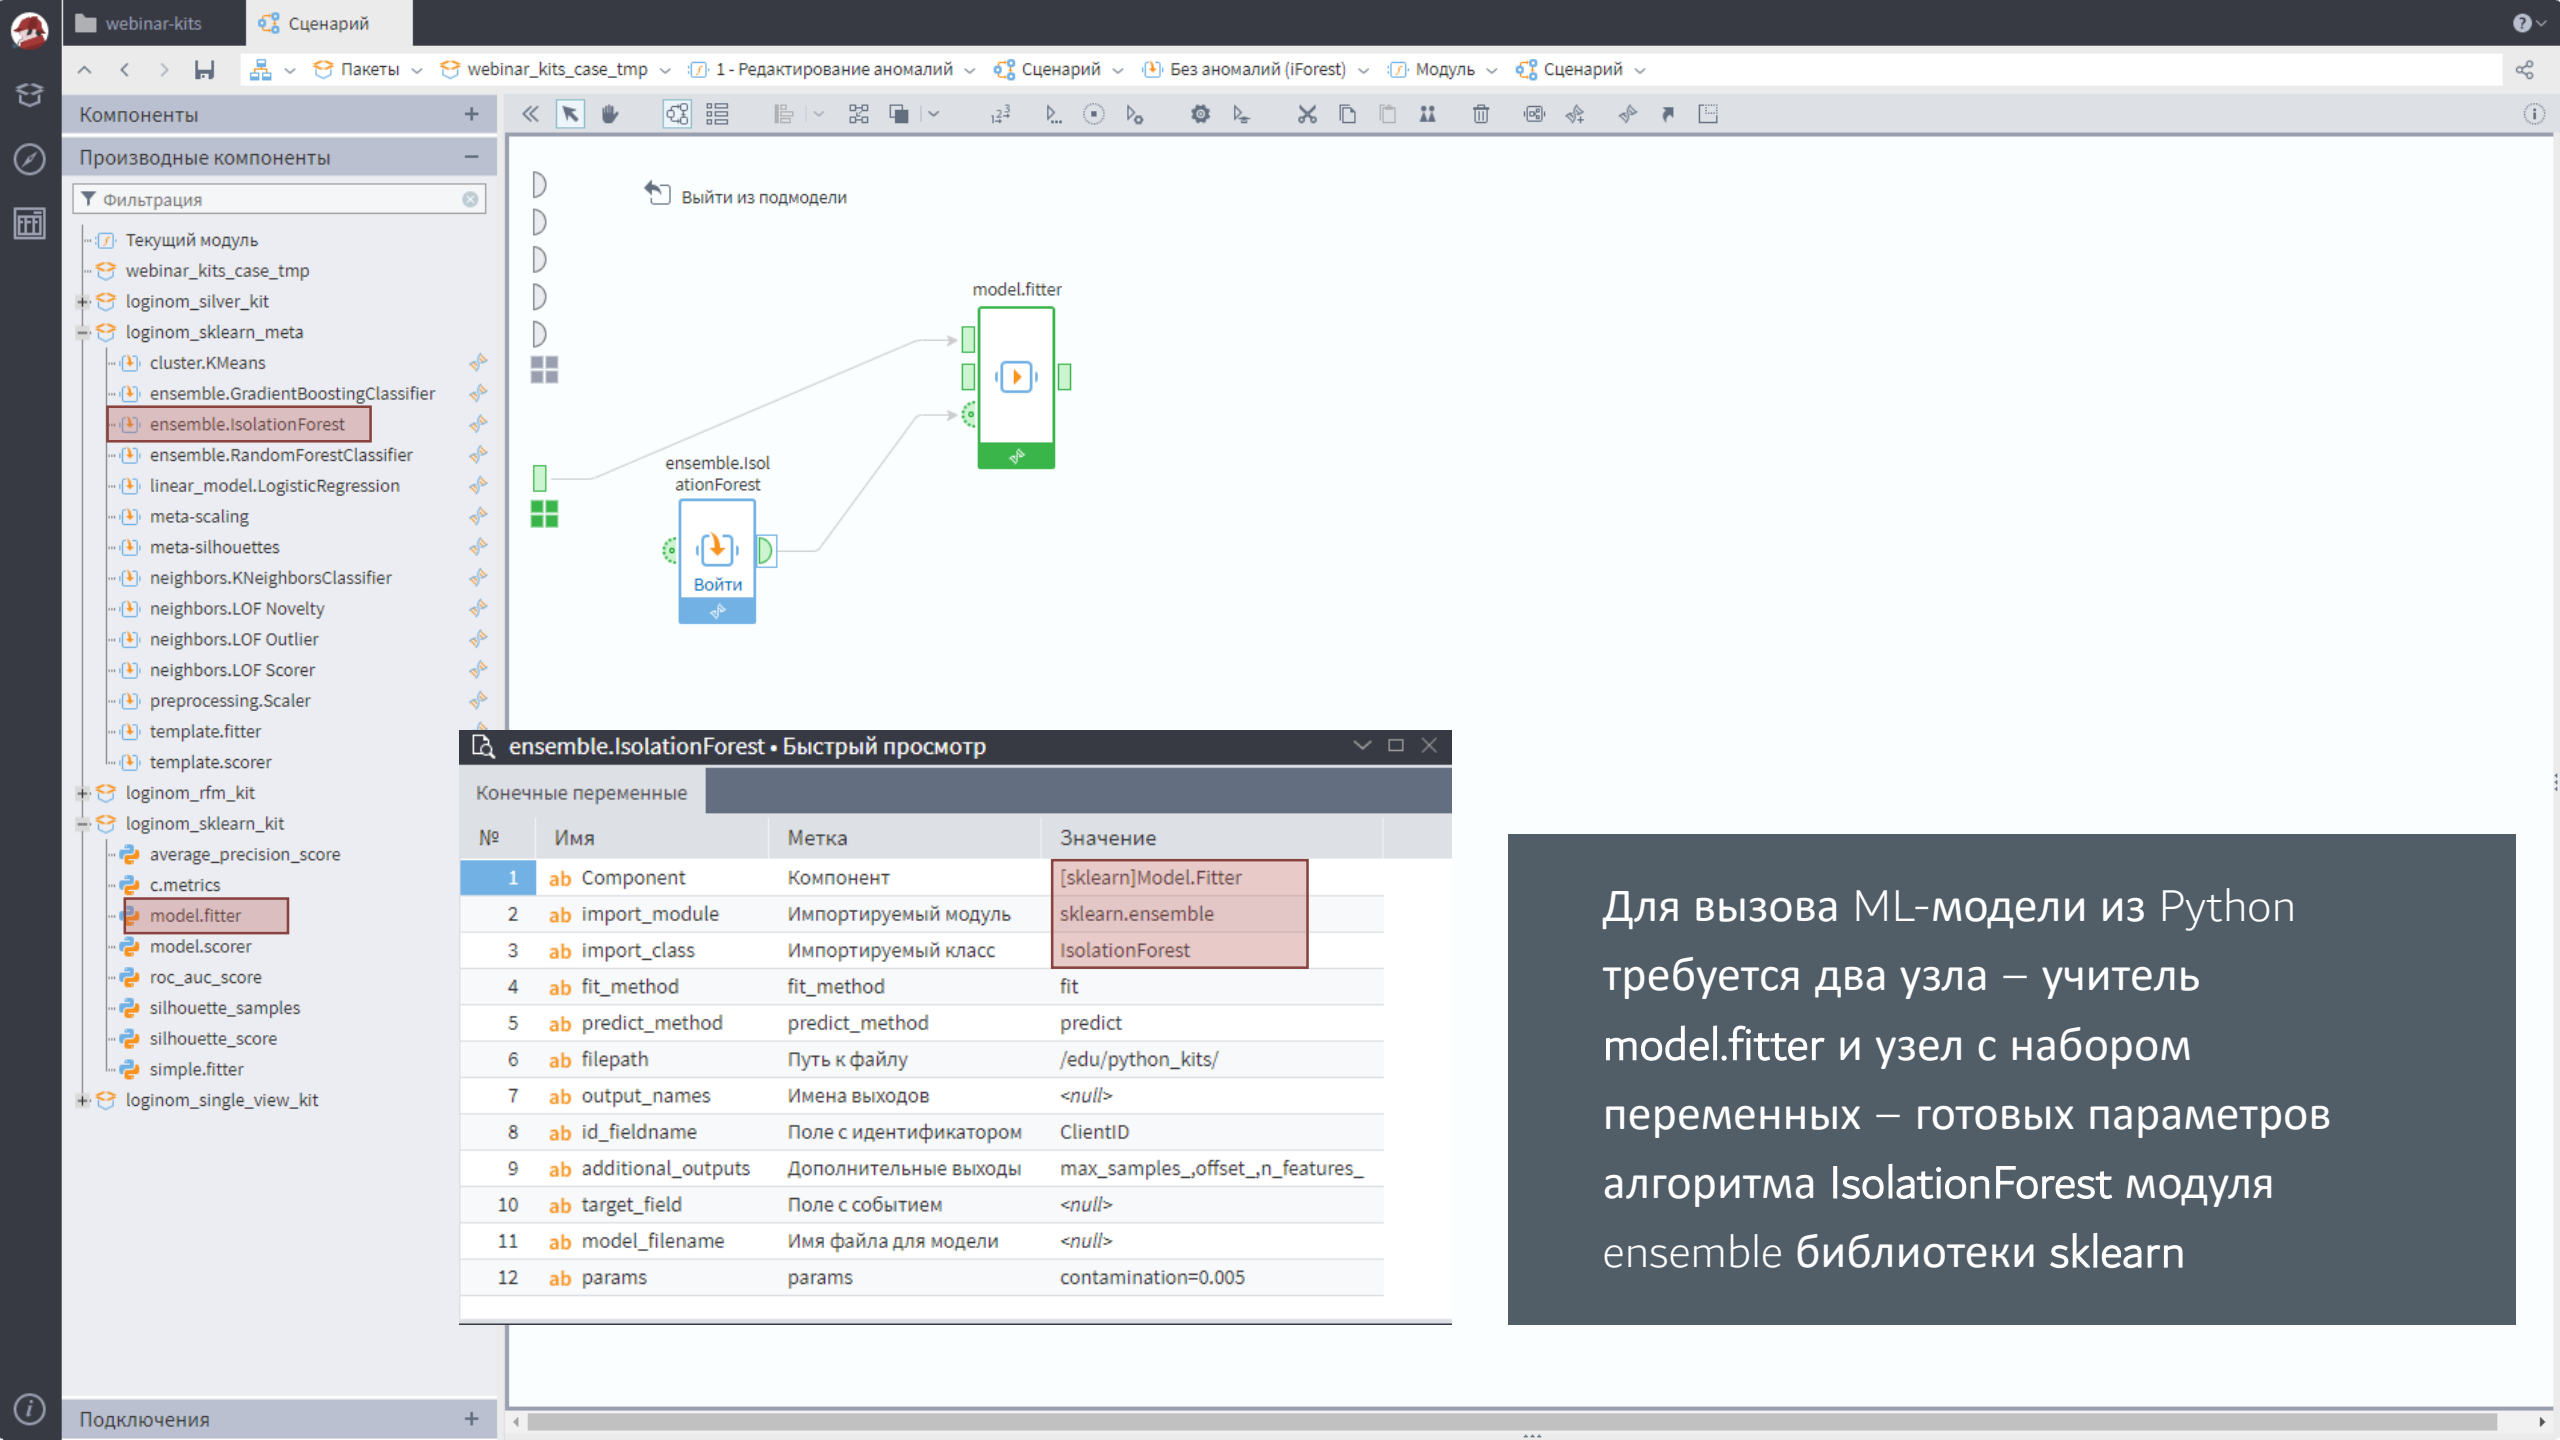 webinar-kits
Сценарий
Пакеты
webinar_kits_case_tmp
1 - Редактирование аномалий
Сценарий
Без аномалий (iForest)
Модуль
Сценарий
Компоненты
Производные компоненты
Фильтрация
Текущий модуль
webinar_kits_case_tmp
loginom_silver_kit
loginom_sklearn_meta
cluster.KMeans
ensemble.GradientBoostingClassifier
ensemble.IsolationForest
ensemble.RandomForestClassifier
linear_model.LogisticRegression
meta-scaling
meta-silhouettes
neighbors.KNeighborsClassifier
neighbors.LOF Novelty
neighbors.LOF Outlier
neighbors.LOF Scorer
preprocessing.Scaler
template.fitter
template.scorer
loginom_rfm_kit
loginom_sklearn_kit
average_precision_score
c.metrics
model.fitter
model.scorer
roc_auc_score
silhouette_samples
silhouette_score
simple.fitter
loginom_single_view_kit
Подключения
Выйти из подмодели
model.fitter
ensemble.Isol
ationForest
Войти
ensemble.IsolationForest • Быстрый просмотр
Конечные переменные
№ Имя Метка Значение
1 ab Component Компонент [sklearn]Model.Fitter
2 ab import_module Импортируемый модуль sklearn.ensemble
3 ab import_class Импортируемый класс IsolationForest
4 ab fit_method fit_method fit
5 ab predict_method predict_method predict
6 ab filepath Путь к файлу /edu/python_kits/
7 ab output_names Имена выходов <null>
8 ab id_fieldname Поле с идентификатором ClientID
9 ab additional_outputs Дополнительные выходы max_samples_,offset_,n_features_
10 ab target_field Поле с событием <null>
11 ab model_filename Имя файла для модели <null>
12 ab params params contamination=0.005
Для вызова ML-модели из Python
требуется два узла – учитель
model.fitter и узел с набором
переменных – готовых параметров
алгоритма IsolationForest модуля
ensemble библиотеки sklearn